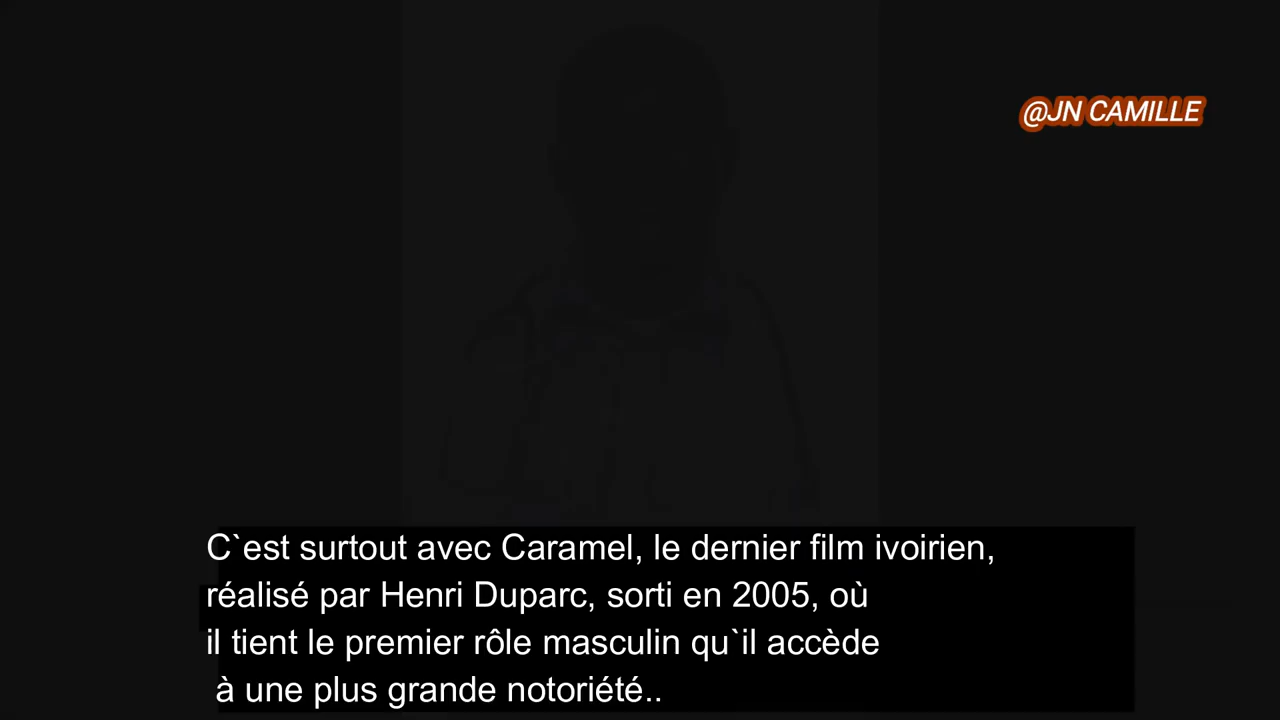 @JN CAMILLE
C`est surtout avec Caramel, le dernier film ivoirien,
réalisé par Henri Duparc, sorti en 2005, où
il tient le premier rôle masculin qu`il accède
à une plus grande notoriété..